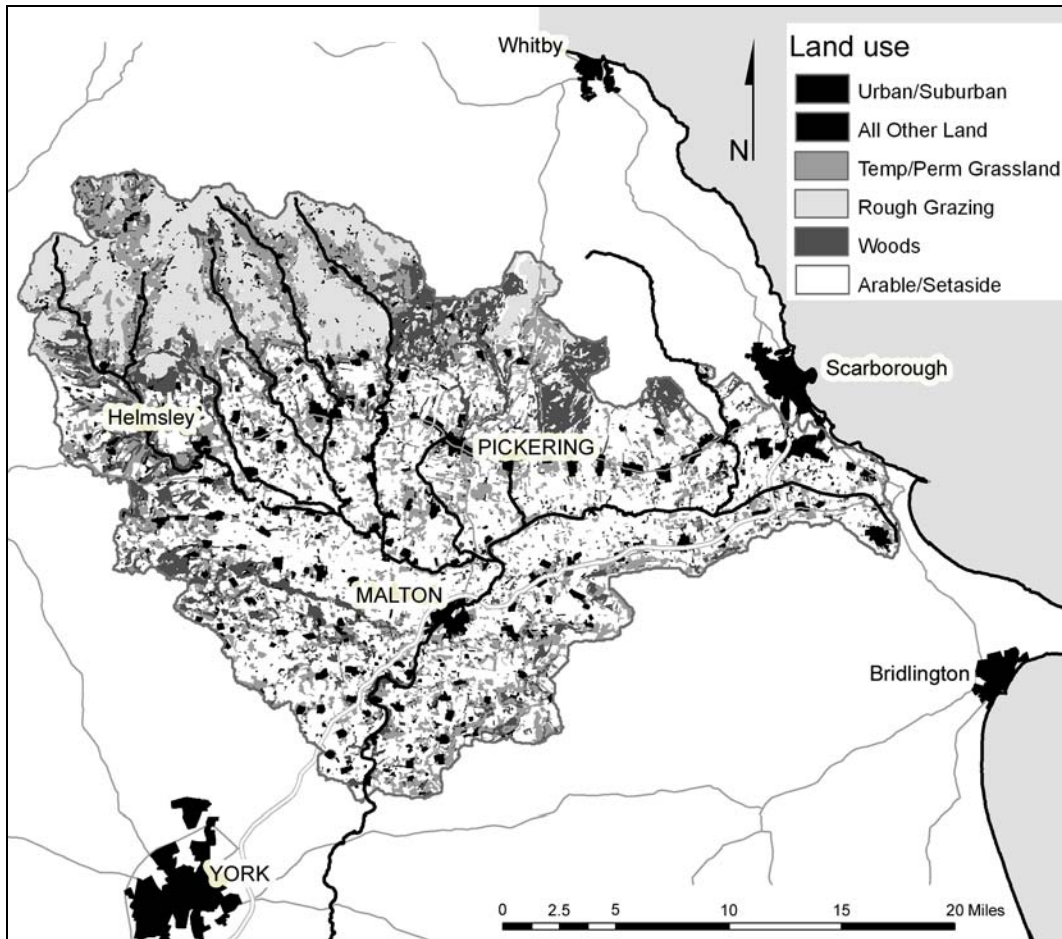 Whitby
Land use
Urban/Suburban
All Other Land
Temp/Perm Grassland
Rough Grazing
Woods
Arable/Setaside
N
Scarborough
Helmsley
PICKERING
MALTON
Bridlington
YORK
0 2.5 5 10 15 20 Miles